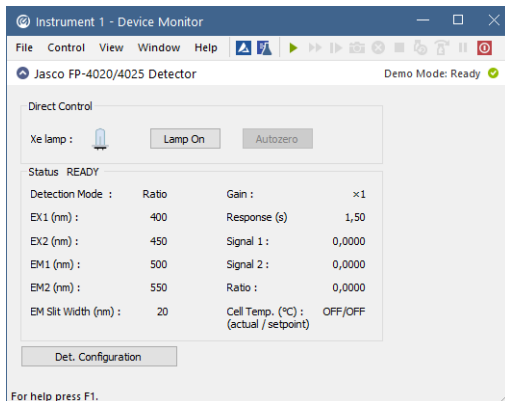 Instrument 1 - Device Monitor
File Control View Window Help
Jasco FP-4020/4025 Detector
Demo Mode: Ready
Direct Control
Xe lamp :
Lamp On
Autozero
Status READY
Detection Mode : Ratio Gain : ×1
EX1 (nm) : 400 Response (s) 1,50
EX2 (nm) : 450 Signal 1 : 0,0000
EM1 (nm) : 500 Signal 2 : 0,0000
EM2 (nm) : 550 Ratio : 0,0000
EM Slit Width (nm) : 20 Cell Temp. (°C) : OFF/OFF
(actual / setpoint)
Det. Configuration
For help press F1.